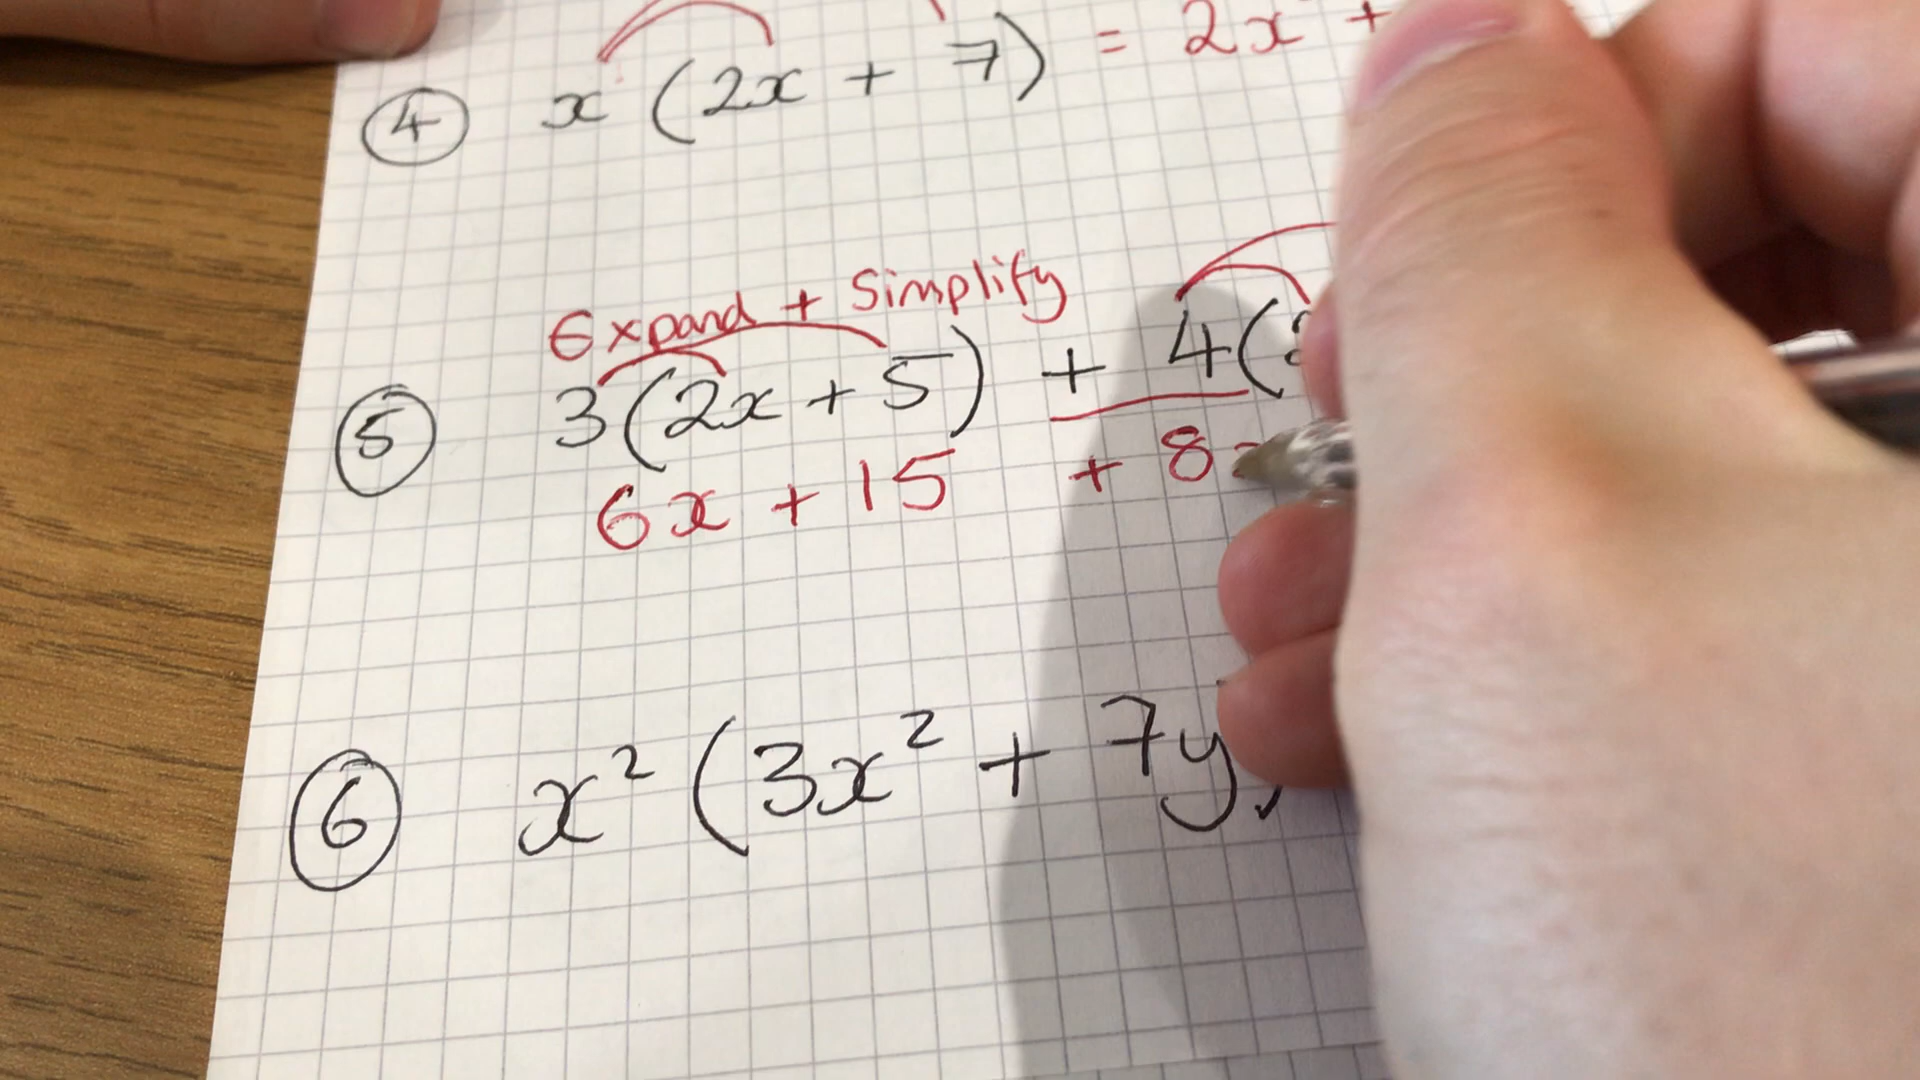 ④ x(2x + 7) = 2x +
Expand + Simplify
⑤ 3(2x + 5) + 4(
6x + 15 + 8
⑥ x² (3x² + 7y)